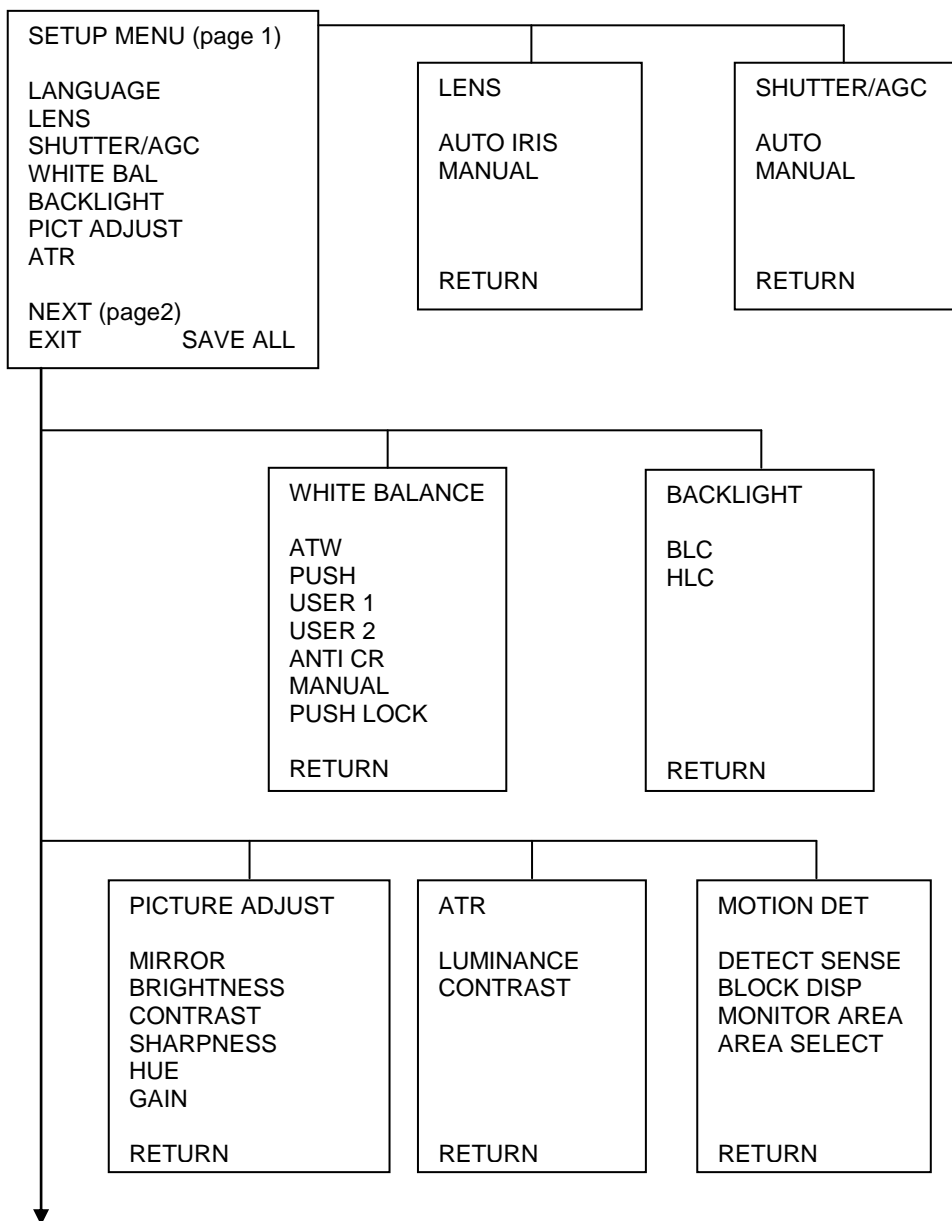 SETUP MENU (page 1)
LANGUAGE
LENS
SHUTTER/AGC
WHITE BAL
BACKLIGHT
PICT ADJUST
ATR
NEXT (page2)
EXIT SAVE ALL
LENS
AUTO IRIS
MANUAL
RETURN
SHUTTER/AGC
AUTO
MANUAL
RETURN
WHITE BALANCE
ATW
PUSH
USER 1
USER 2
ANTI CR
MANUAL
PUSH LOCK
RETURN
BACKLIGHT
BLC
HLC
RETURN
PICTURE ADJUST
MIRROR
BRIGHTNESS
CONTRAST
SHARPNESS
HUE
GAIN
RETURN
ATR
LUMINANCE
CONTRAST
RETURN
MOTION DET
DETECT SENSE
BLOCK DISP
MONITOR AREA
AREA SELECT
RETURN